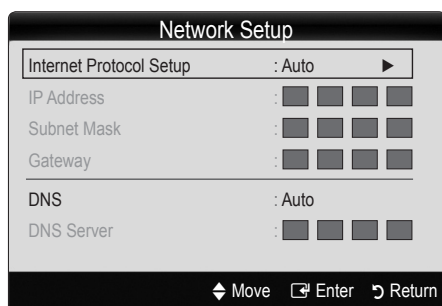 Network Setup
Internet Protocol Setup : Auto ▶
IP Address :
Subnet Mask :
Gateway :
DNS : Auto
DNS Server :
Move Enter Return